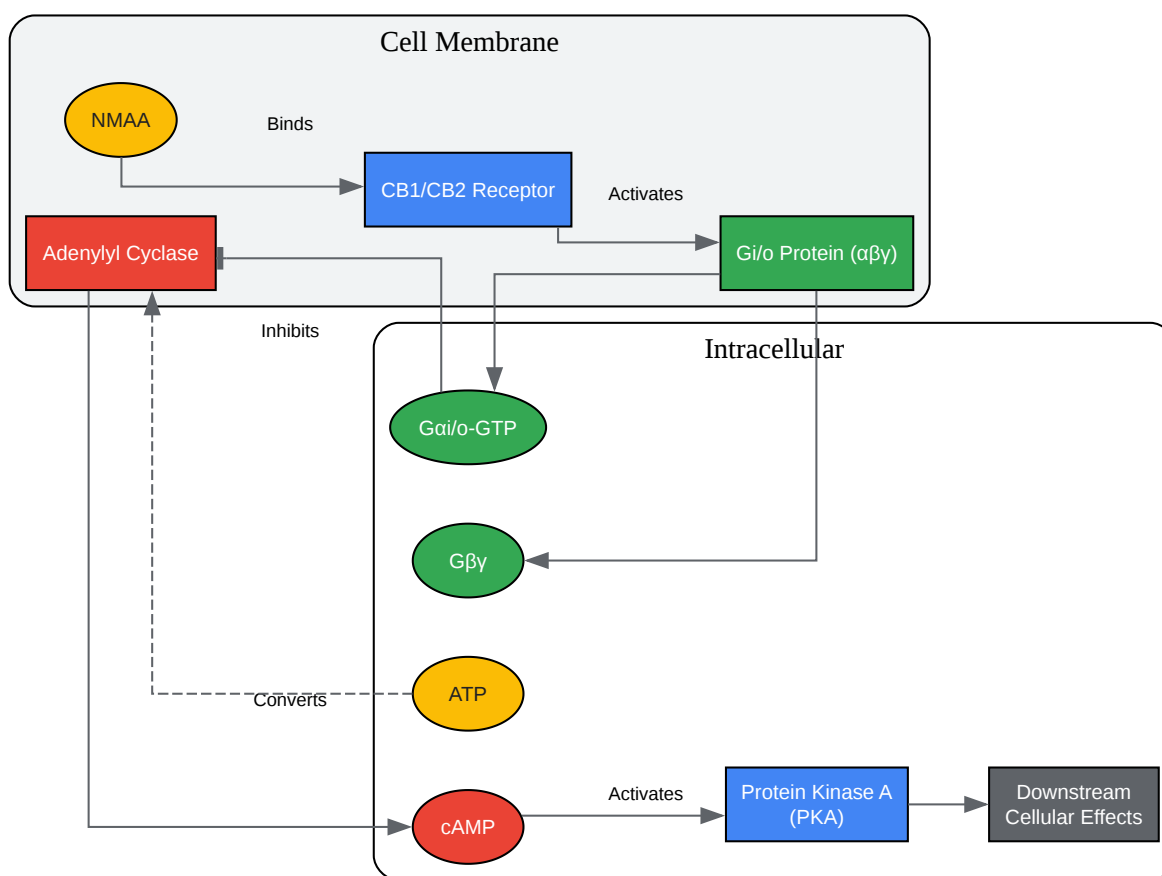 Cell Membrane
NMAA
Binds
CB1/CB2 Receptor
Activates
Adenylyl Cyclase
Gi/o Protein (αβγ)
Inhibits
Intracellular
Gαi/o-GTP
Gβγ
ATP
Converts
cAMP
Activates
Protein Kinase A
(PKA)
Downstream
Cellular Effects